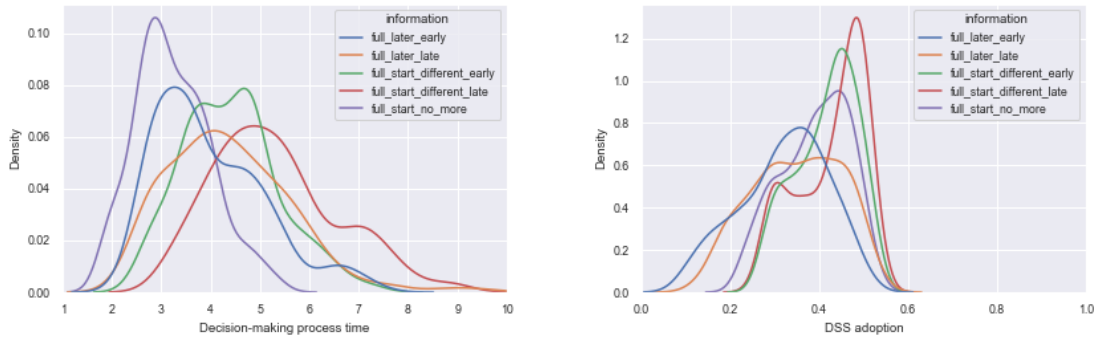 information
full_later_early
full_later_late
full_start_different_early
full_start_different_late
full_start_no_more
0.10
0.08
0.06
0.04
0.02
0.00
Density
1 2 3 4 5 6 7 8 9 10
Decision-making process time
information
full_later_early
full_later_late
full_start_different_early
full_start_different_late
full_start_no_more
1.2
1.0
0.8
0.6
0.4
0.2
0.0
Density
0.0 0.2 0.4 0.6 0.8 1.0
DSS adoption